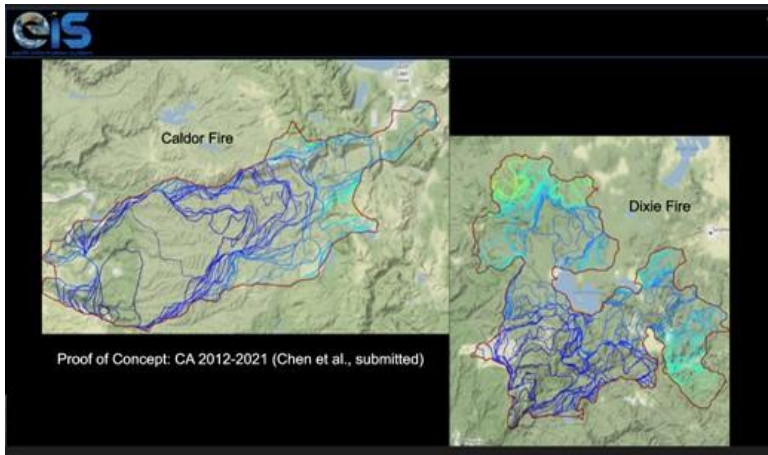 eis
Caldor Fire
Dixie Fire
Proof of Concept: CA 2012-2021 (Chen et al., submitted)